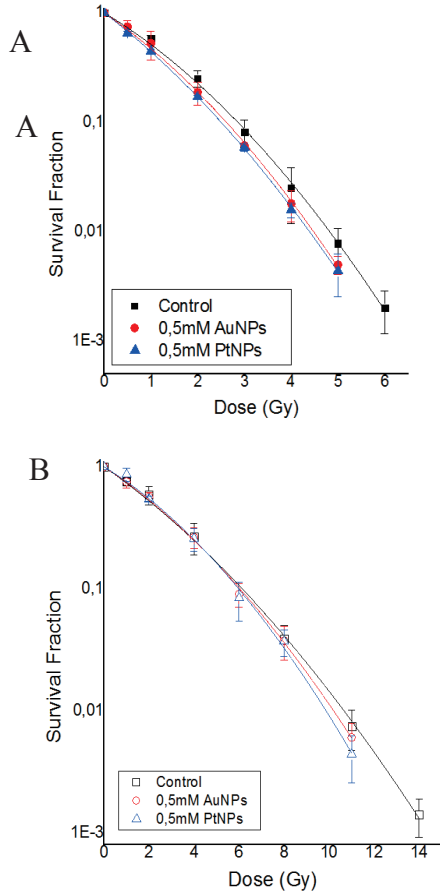 A
A
1
0,1
0,01
1E-3
Survival Fraction
Control
0,5mM AuNPs
0,5mM PtNPs
0 1 2 3 4 5 6
Dose (Gy)
B
1
0,1
0,01
1E-3
Survival Fraction
Control
0,5mM AuNPs
0,5mM PtNPs
0 2 4 6 8 10 12 14
Dose (Gy)